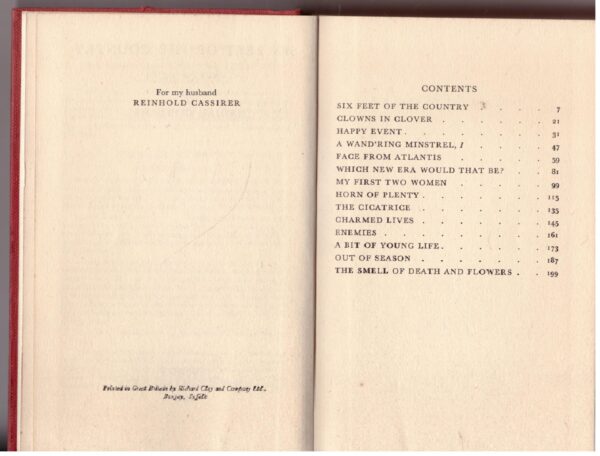 For my husband
REINHOLD CASSIRER
Printed in Great Britain by Richard Clay and Company Ltd.,
Bungay, Suffolk
CONTENTS
SIX FEET OF THE COUNTRY . . . 7
CLOWNS IN CLOVER . . . . . . 21
HAPPY EVENT . . . . . . . 31
A WAND'RING MINSTREL, I . . . . 47
FACE FROM ATLANTIS . . . . . 59
WHICH NEW ERA WOULD THAT BE? . . 81
MY FIRST TWO WOMEN . . . . . 99
HORN OF PLENTY . . . . . . 115
THE CICATRICE . . . . . . 135
CHARMED LIVES . . . . . . 145
ENEMIES . . . . . . . . 161
A BIT OF YOUNG LIFE . . . . . 173
OUT OF SEASON . . . . . . 187
THE SMELL OF DEATH AND FLOWERS . . 199